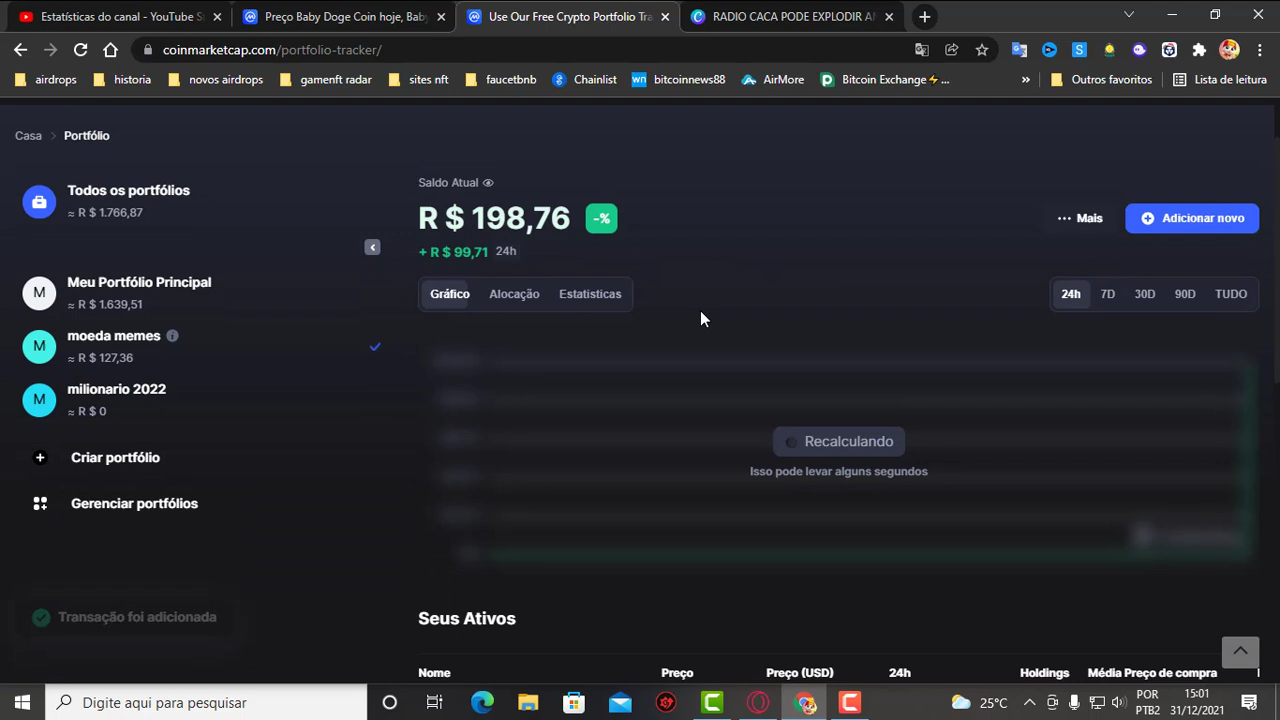 Estatísticas do canal - YouTube S
Preço Baby Doge Coin hoje, Baby
Use Our Free Crypto Portfolio Tra
RADIO CACA PODE EXPLODIR AI
coinmarketcap.com/portfolio-tracker/
airdrops
historia
novos airdrops
gamenft radar
sites nft
faucetbnb
Chainlist
wn bitcoinnews88
AirMore
Bitcoin Exchange⚡...
»
Outros favoritos
Lista de leitura
Casa > Portfólio
Todos os portfólios
≈ R $ 1.766,87
Meu Portfólio Principal
M
≈ R $ 1.639,51
moeda memes
M
≈ R $ 127,36
milionario 2022
M
≈ R $ 0
Criar portfólio
Gerenciar portfólios
Transação foi adicionada
Saldo Atual
R $ 198,76 -%
+ R $ 99,71 24h
··· Mais
Adicionar novo
Gráfico Alocação Estatisticas
24h 7D 30D 90D TUDO
Recalculando
Isso pode levar alguns segundos
Seus Ativos
Nome Preço Preço (USD) 24h Holdings Média Preço de compra
Digite aqui para pesquisar
25°C
POR
PTB2
15:01
31/12/2021